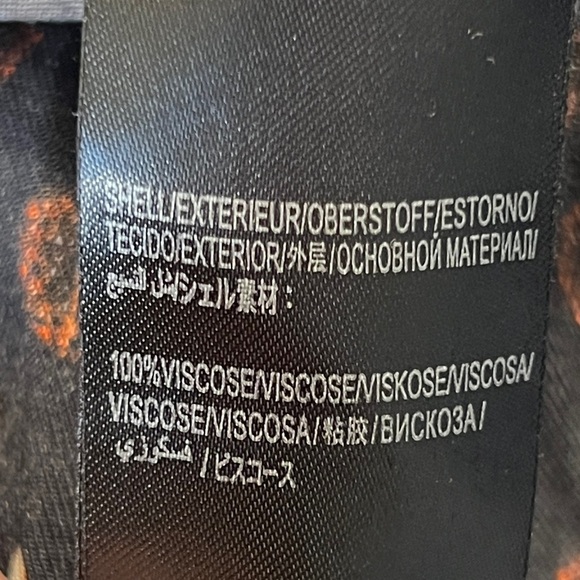 SHELL/EXTERIEUR/OBERSTOFF/ESTORNO/
TECIDO/EXTERIOR/外层/ОСНОВНОЙ МАТЕРИАЛ/
シェル素材：
100%VISCOSE/VISCOSE/VISKOSE/VISCOSA/
VISCOSE/VISCOSA/粘胶/ВИСКОЗА/
فسكوزي / ビスコース